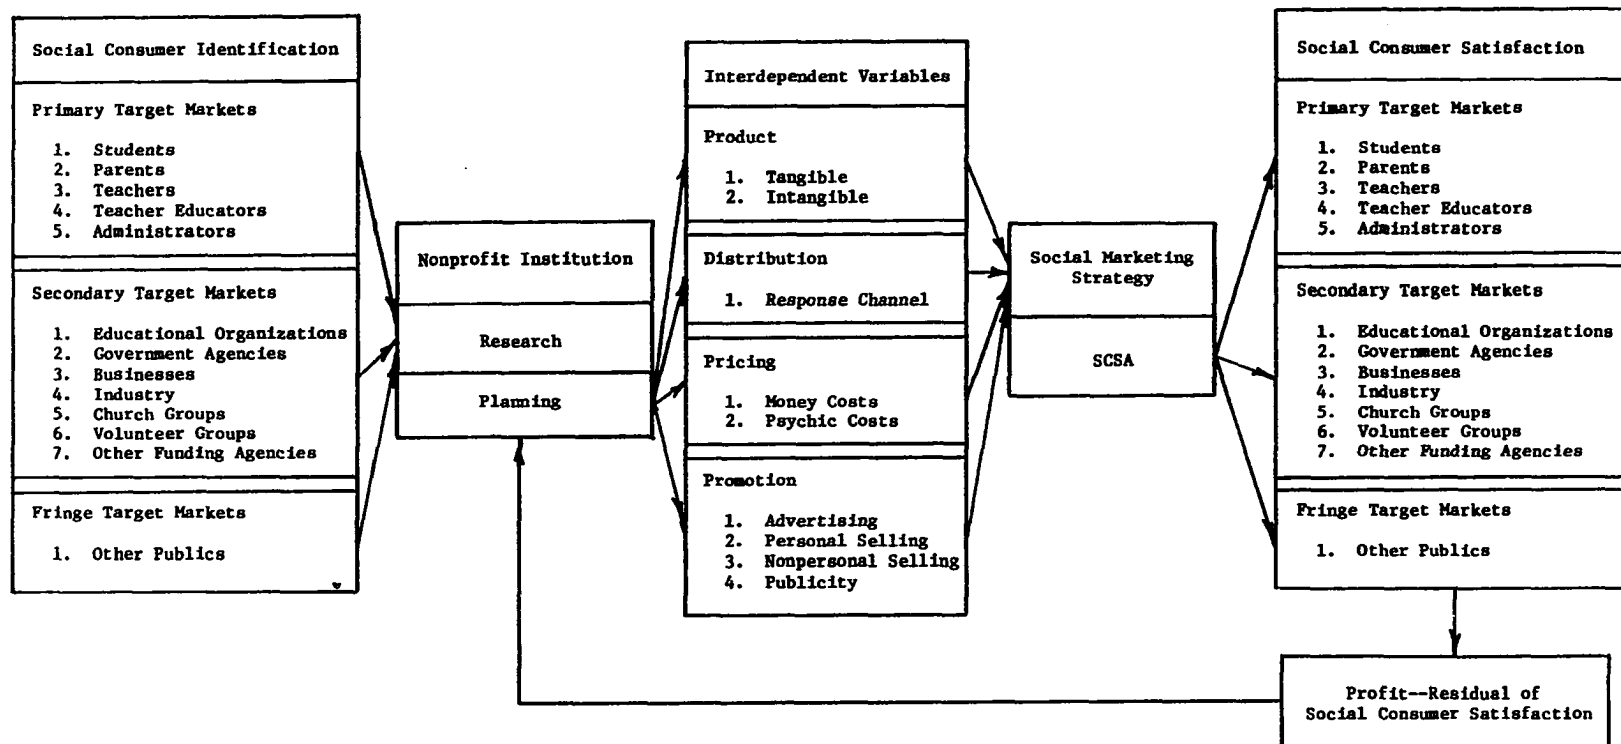 Social Consumer Identification
Primary Target Markets
1. Students
2. Parents
3. Teachers
4. Teacher Educators
5. Administrators
Secondary Target Markets
1. Educational Organizations
2. Government Agencies
3. Businesses
4. Industry
5. Church Groups
6. Volunteer Groups
7. Other Funding Agencies
Fringe Target Markets
1. Other Publics
Nonprofit Institution
Research
Planning
Interdependent Variables
Product
1. Tangible
2. Intangible
Distribution
1. Response Channel
Pricing
1. Money Costs
2. Psychic Costs
Promotion
1. Advertising
2. Personal Selling
3. Nonpersonal Selling
4. Publicity
Social Marketing
Strategy
SCSA
Social Consumer Satisfaction
Primary Target Markets
1. Students
2. Parents
3. Teachers
4. Teacher Educators
5. Administrators
Secondary Target Markets
1. Educational Organizations
2. Government Agencies
3. Businesses
4. Industry
5. Church Groups
6. Volunteer Groups
7. Other Funding Agencies
Fringe Target Markets
1. Other Publics
Profit--Residual of
Social Consumer Satisfaction